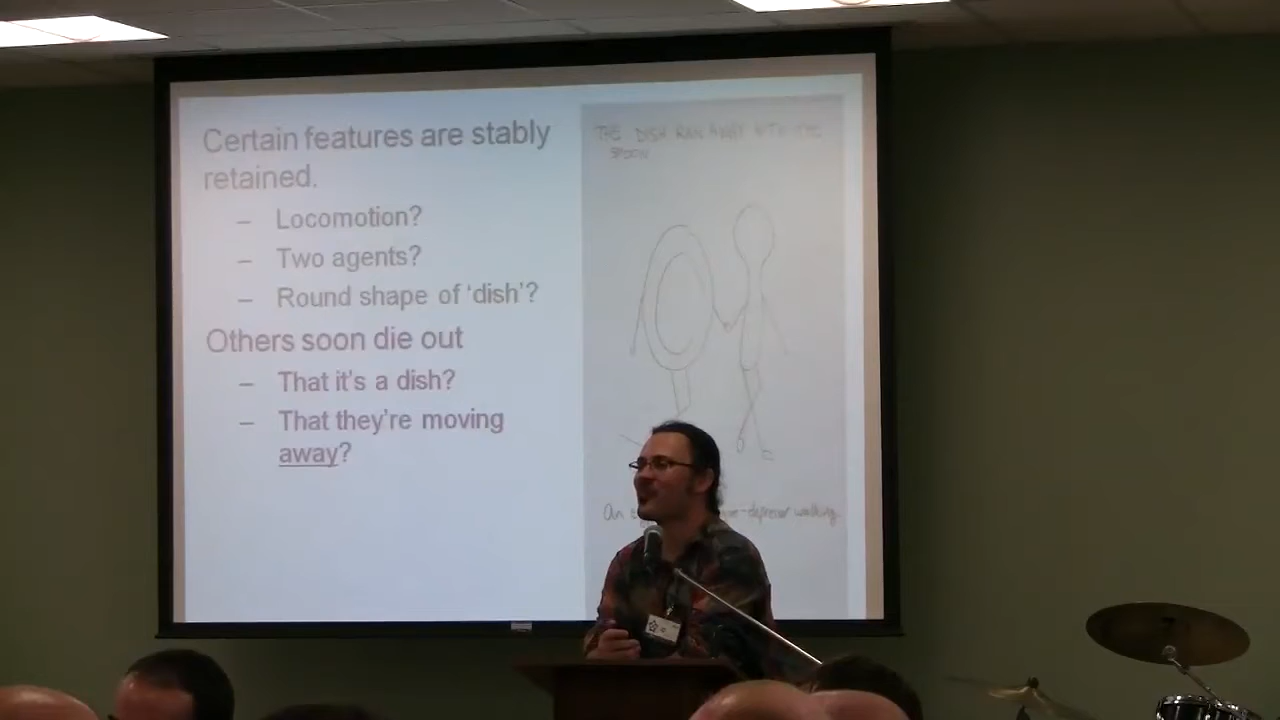 Certain features are stably
retained.
– Locomotion?
– Two agents?
– Round shape of ‘dish’?
Others soon die out
– That it’s a dish?
– That they’re moving
away?
THE DISH RAN AWAY WITH THE
SPOON
An
-depressor walking